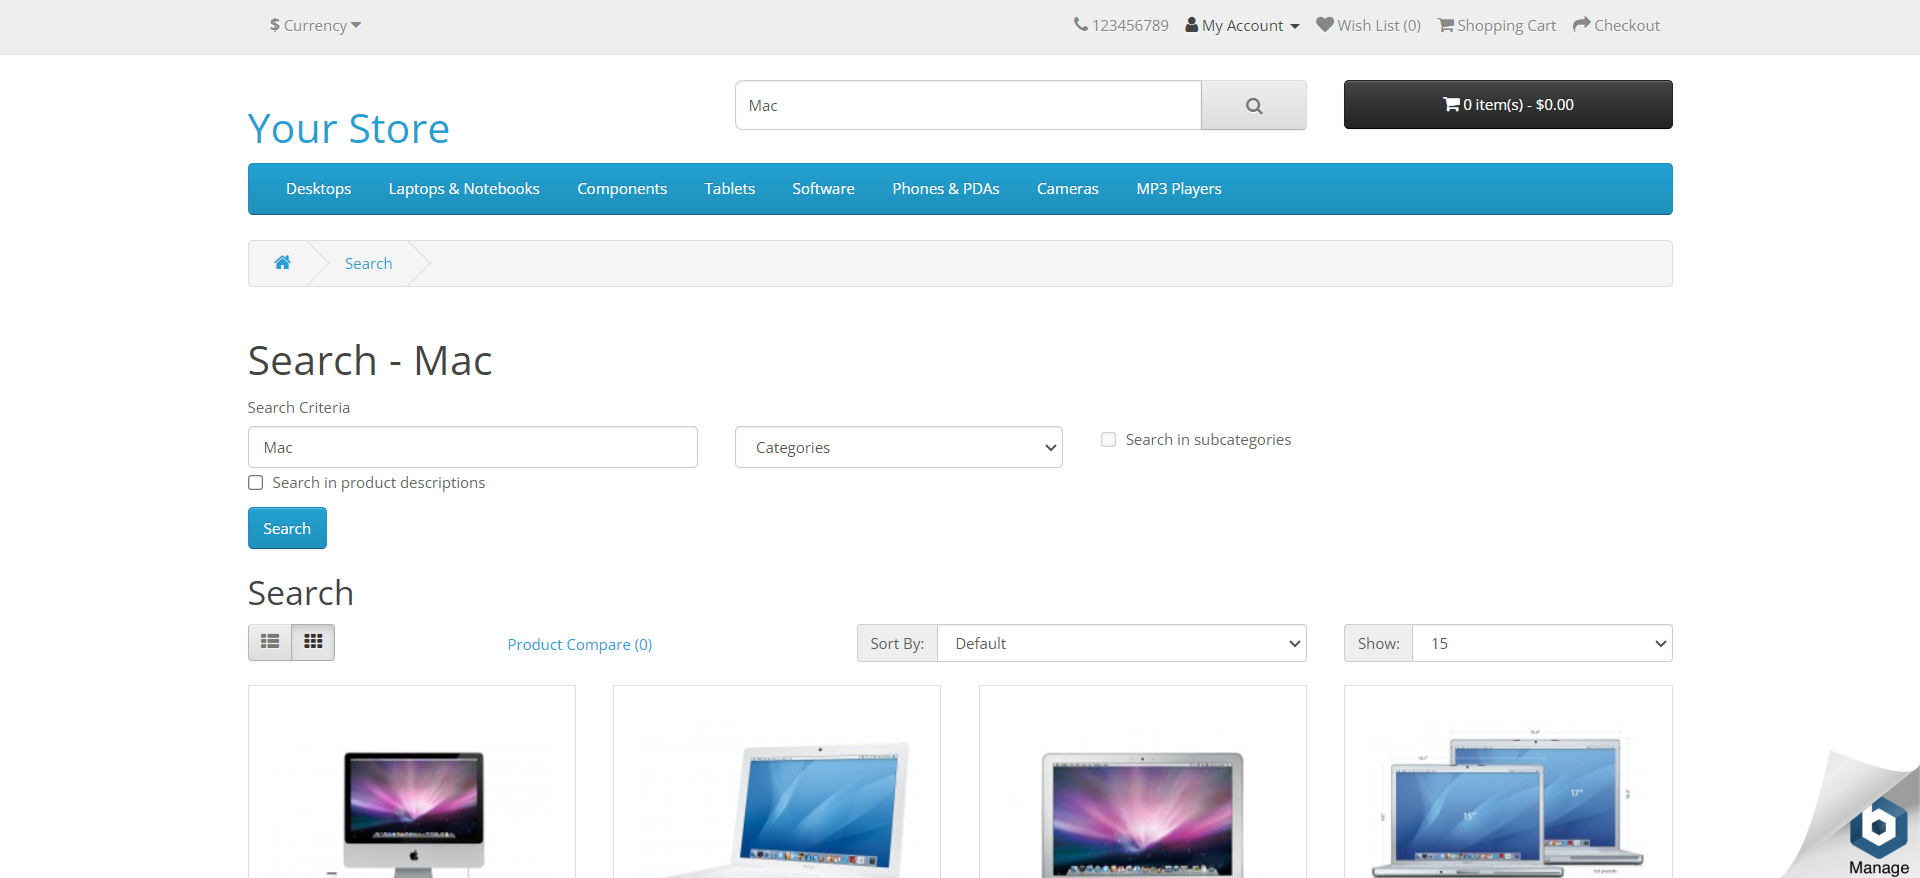 $ Currency
123456789
My Account
Wish List (0)
Shopping Cart
Checkout
Your Store
Mac
0 item(s) - $0.00
Desktops
Laptops & Notebooks
Components
Tablets
Software
Phones & PDAs
Cameras
MP3 Players
Search
Search - Mac
Search Criteria
Mac
Categories
Search in subcategories
Search in product descriptions
Search
Search
Product Compare (0)
Sort By:
Default
Show:
15
15"
17"
Manage